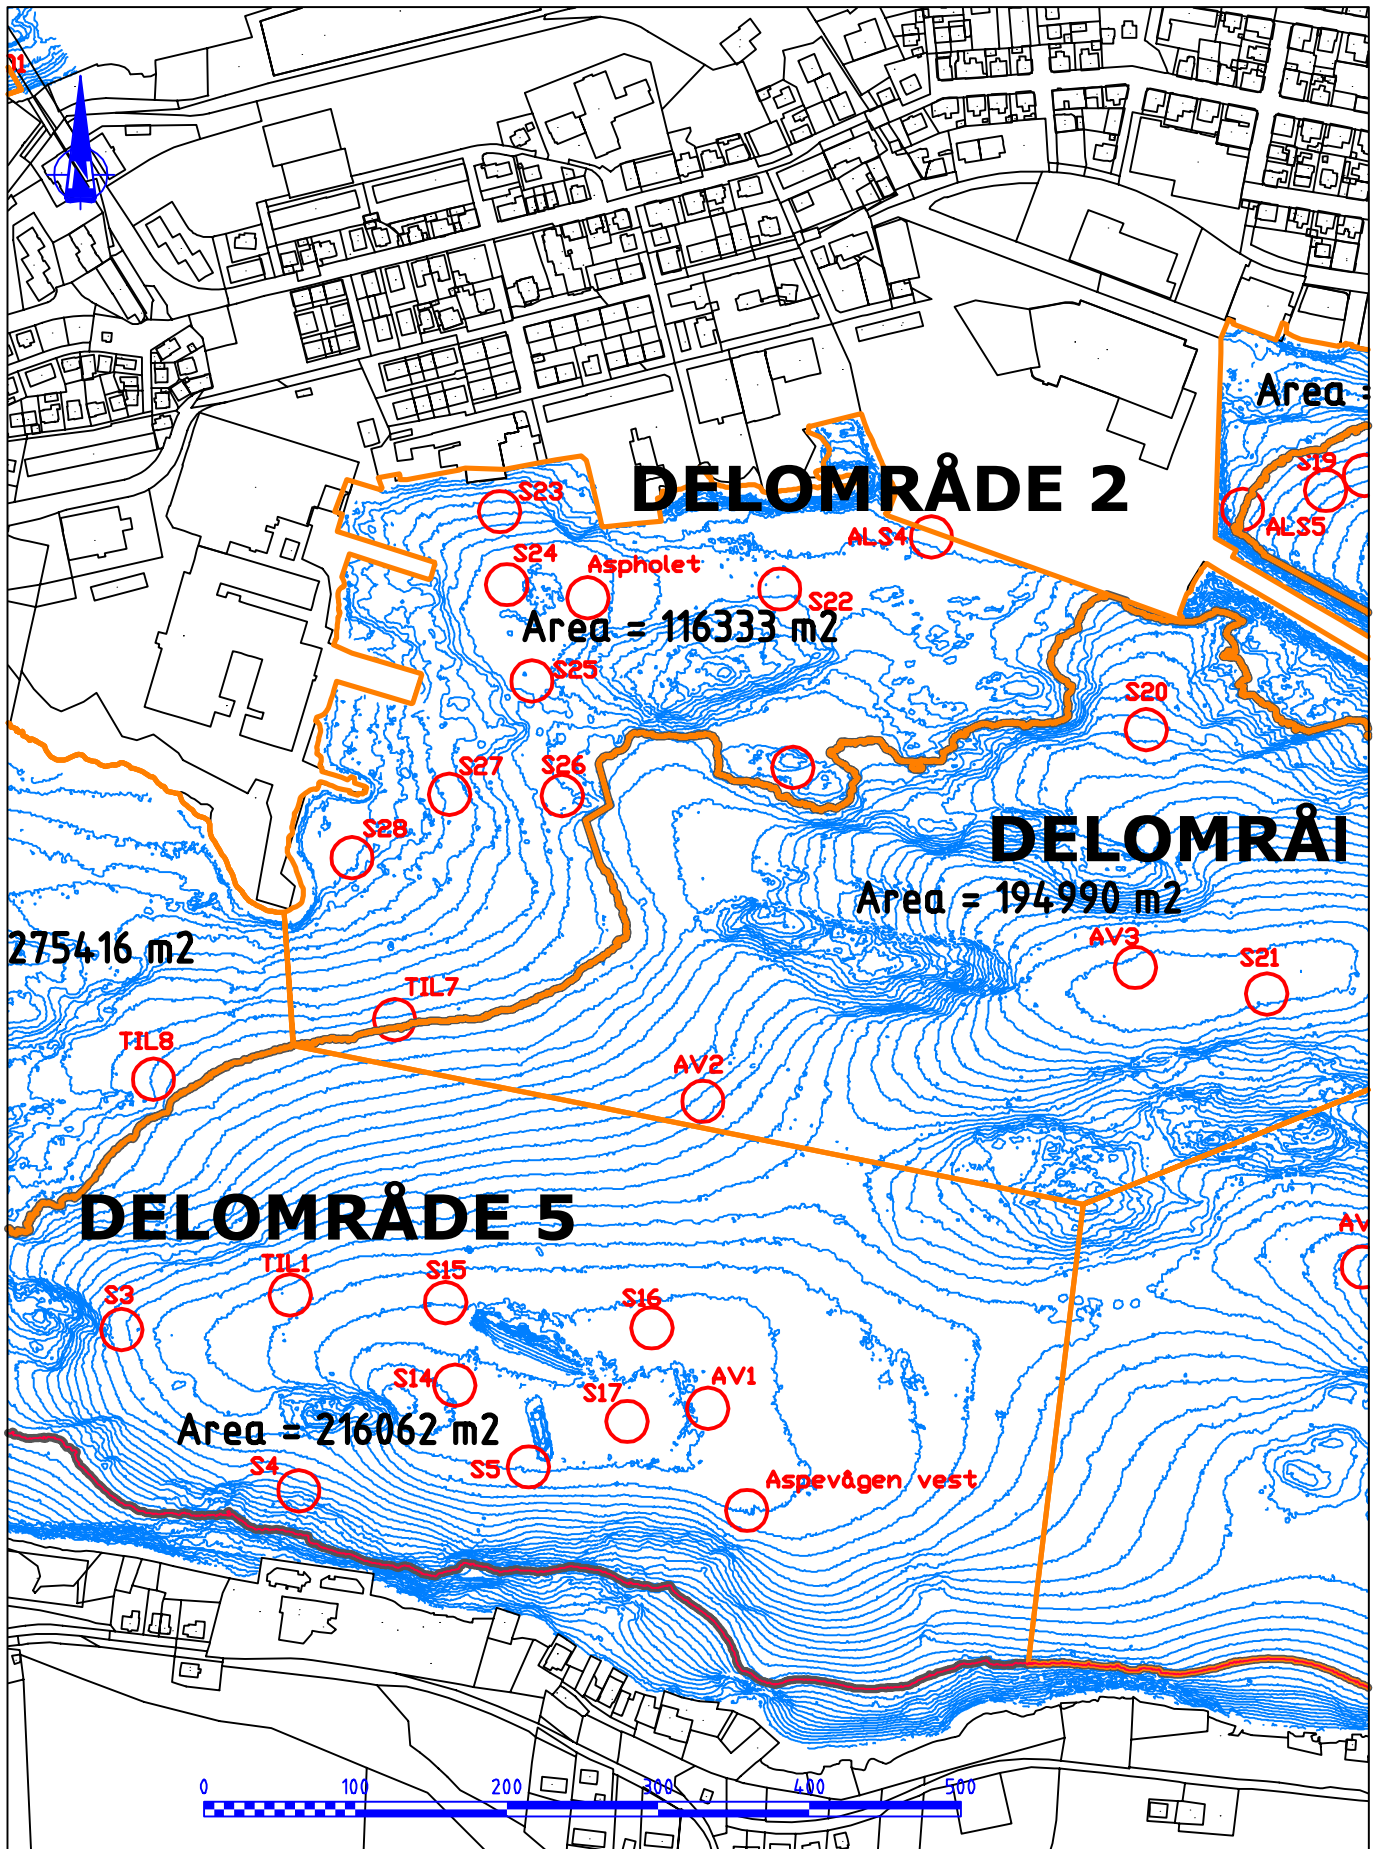 N
Area =
S19
ALS5
DELOMRÅDE 2
S23
ALS4
S24
Aspholet
S22
Area = 116333 m2
S25
S20
S27
S26
S28
DELOMRÅ
Area = 194990 m2
275416 m2
AV3
S21
TIL7
TIL8
AV2
DELOMRÅDE 5
AV
TIL1
S15
S3
S16
S14
AV1
S17
Area = 216062 m2
S4
S5
Aspevågen vest
0 100 200 300 400 500